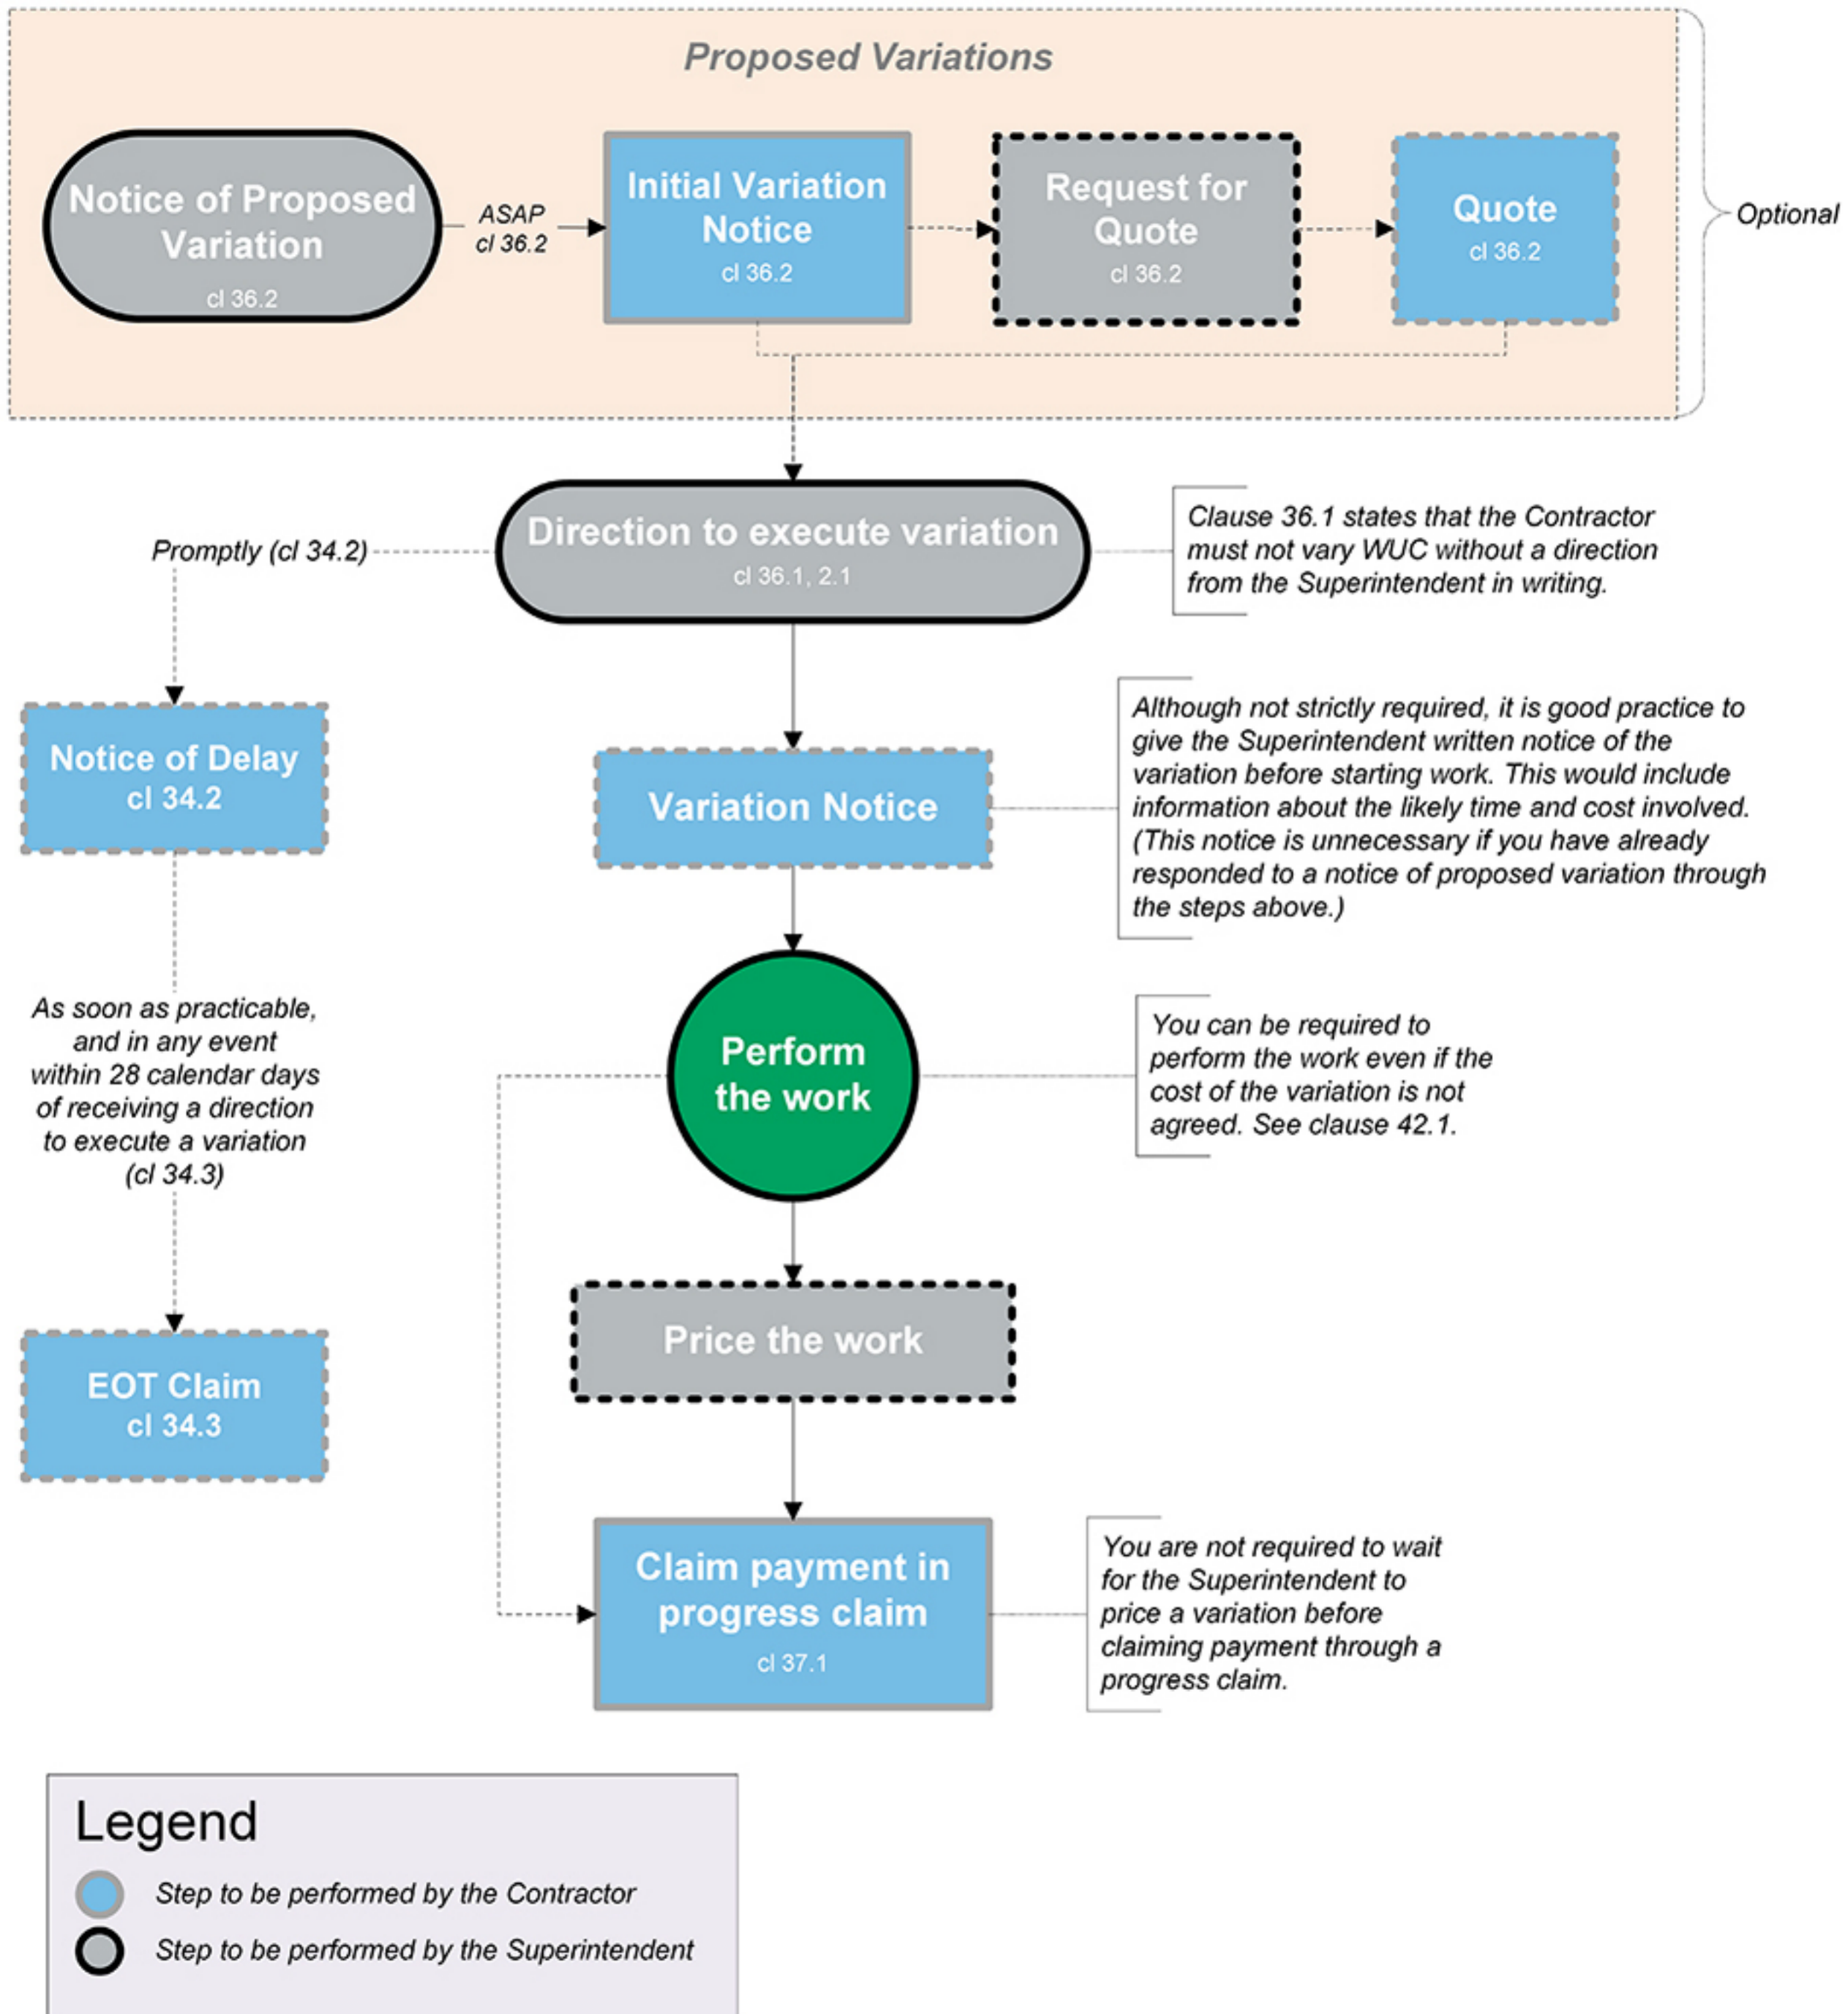 Proposed Variations
Notice of Proposed
Variation
cl 36.2
ASAP
cl 36.2
Initial Variation
Notice
cl 36.2
Request for
Quote
cl 36.2
Quote
cl 36.2
Optional
Direction to execute variation
cl 36.1, 2.1
Clause 36.1 states that the Contractor
must not vary WUC without a direction
from the Superintendent in writing.
Promptly (cl 34.2)
Notice of Delay
cl 34.2
Variation Notice
Although not strictly required, it is good practice to
give the Superintendent written notice of the
variation before starting work. This would include
information about the likely time and cost involved.
(This notice is unnecessary if you have already
responded to a notice of proposed variation through
the steps above.)
As soon as practicable,
and in any event
within 28 calendar days
of receiving a direction
to execute a variation
(cl 34.3)
Perform
the work
You can be required to
perform the work even if the
cost of the variation is not
agreed. See clause 42.1.
EOT Claim
cl 34.3
Price the work
Claim payment in
progress claim
cl 37.1
You are not required to wait
for the Superintendent to
price a variation before
claiming payment through a
progress claim.
Legend
Step to be performed by the Contractor
Step to be performed by the Superintendent